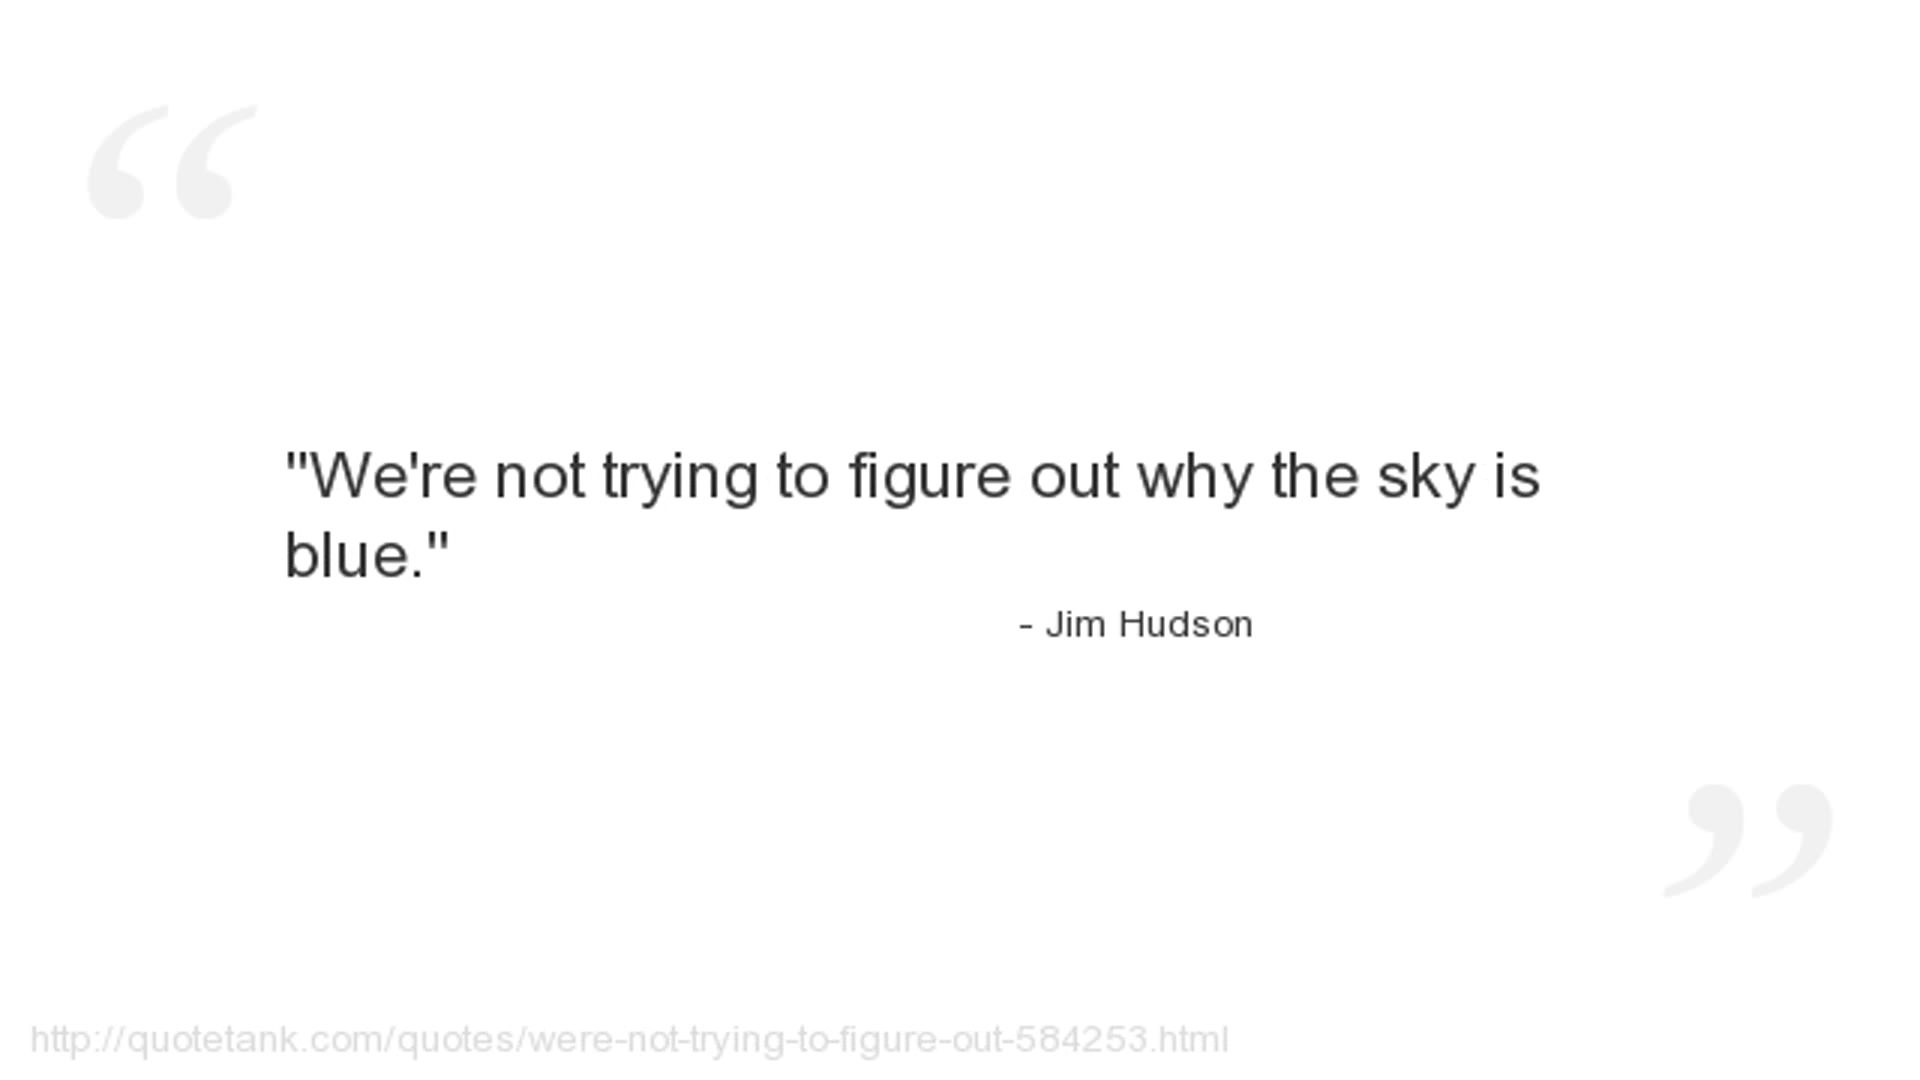 "We're not trying to figure out why the sky is
blue."
- Jim Hudson
http://quotetank.com/quotes/were-not-trying-to-figure-out-584253.html